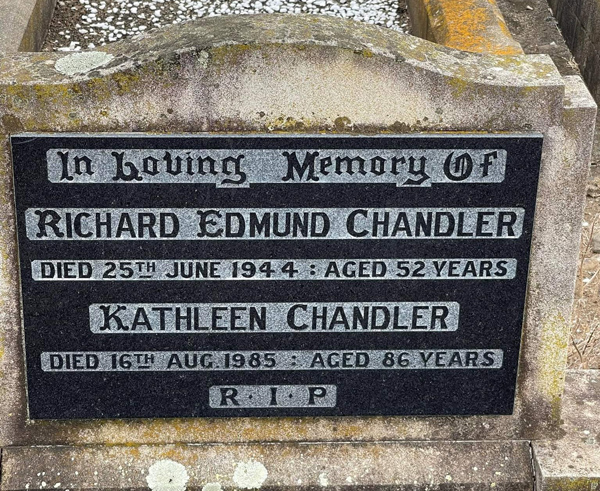 In Loving Memory Of
RICHARD EDMUND CHANDLER
DIED 25TH JUNE 1944 : AGED 52 YEARS
KATHLEEN CHANDLER
DIED 16TH AUG. 1985 : AGED 86 YEARS
R · I · P